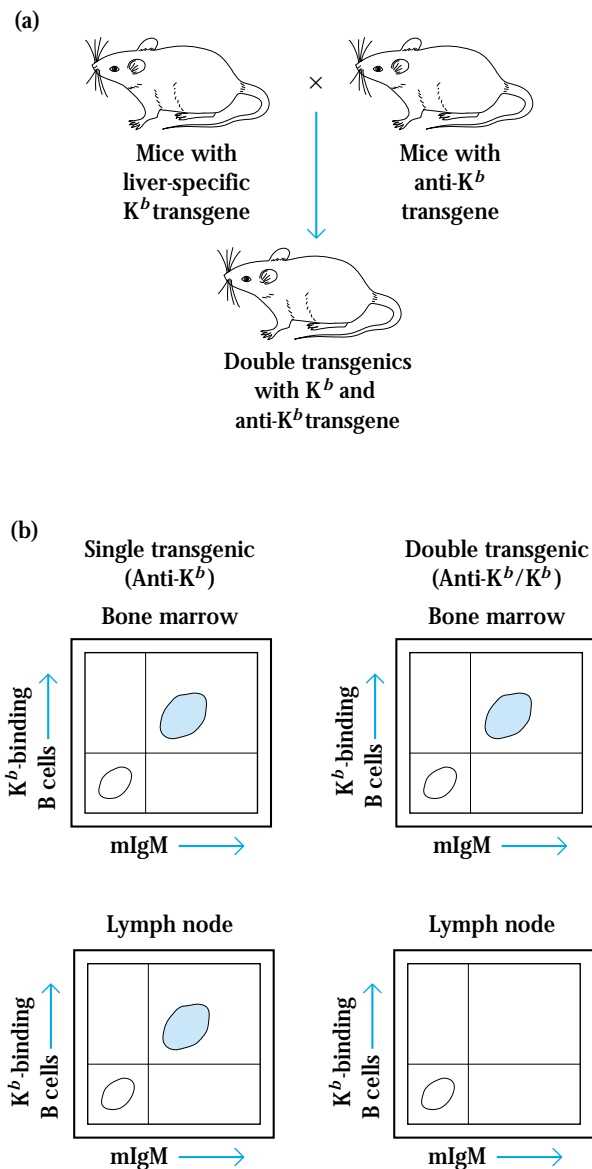 (a)
×
Mice with
liver-specific
K^b transgene
Mice with
anti-K^b
transgene
Double transgenics
with K^b and
anti-K^b transgene
(b)
Single transgenic
(Anti-K^b)
Bone marrow
K^b-binding
B cells
mIgM
Double transgenic
(Anti-K^b/K^b)
Bone marrow
K^b-binding
B cells
mIgM
Lymph node
K^b-binding
B cells
mIgM
Lymph node
K^b-binding
B cells
mIgM